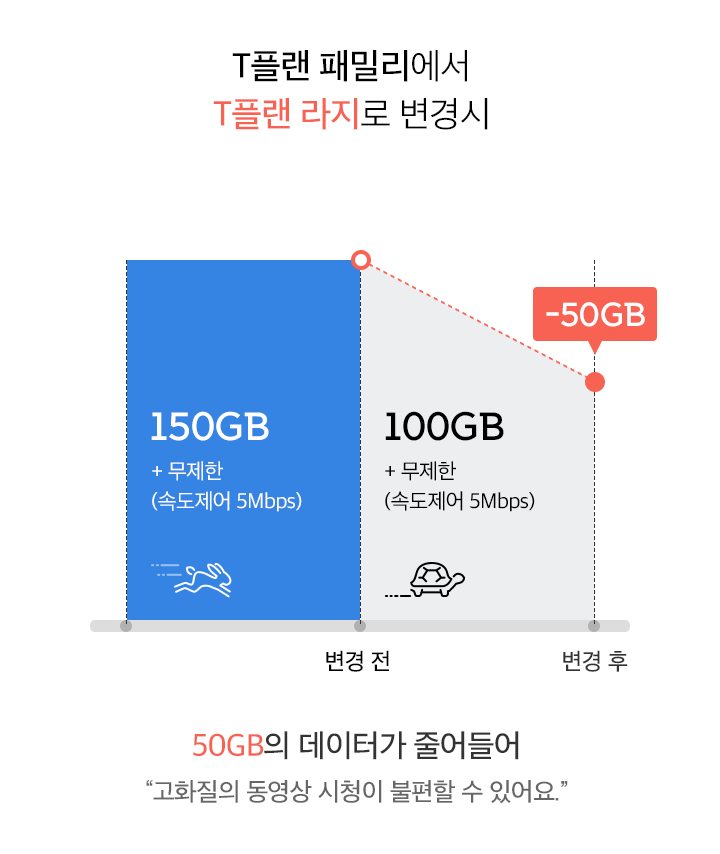 T플랜 패밀리에서
T플랜 라지로 변경시
-50GB
150GB
+ 무제한
(속도제어 5Mbps)
100GB
+ 무제한
(속도제어 5Mbps)
변경 전
변경 후
50GB의 데이터가 줄어들어
“고화질의 동영상 시청이 불편할 수 있어요.”